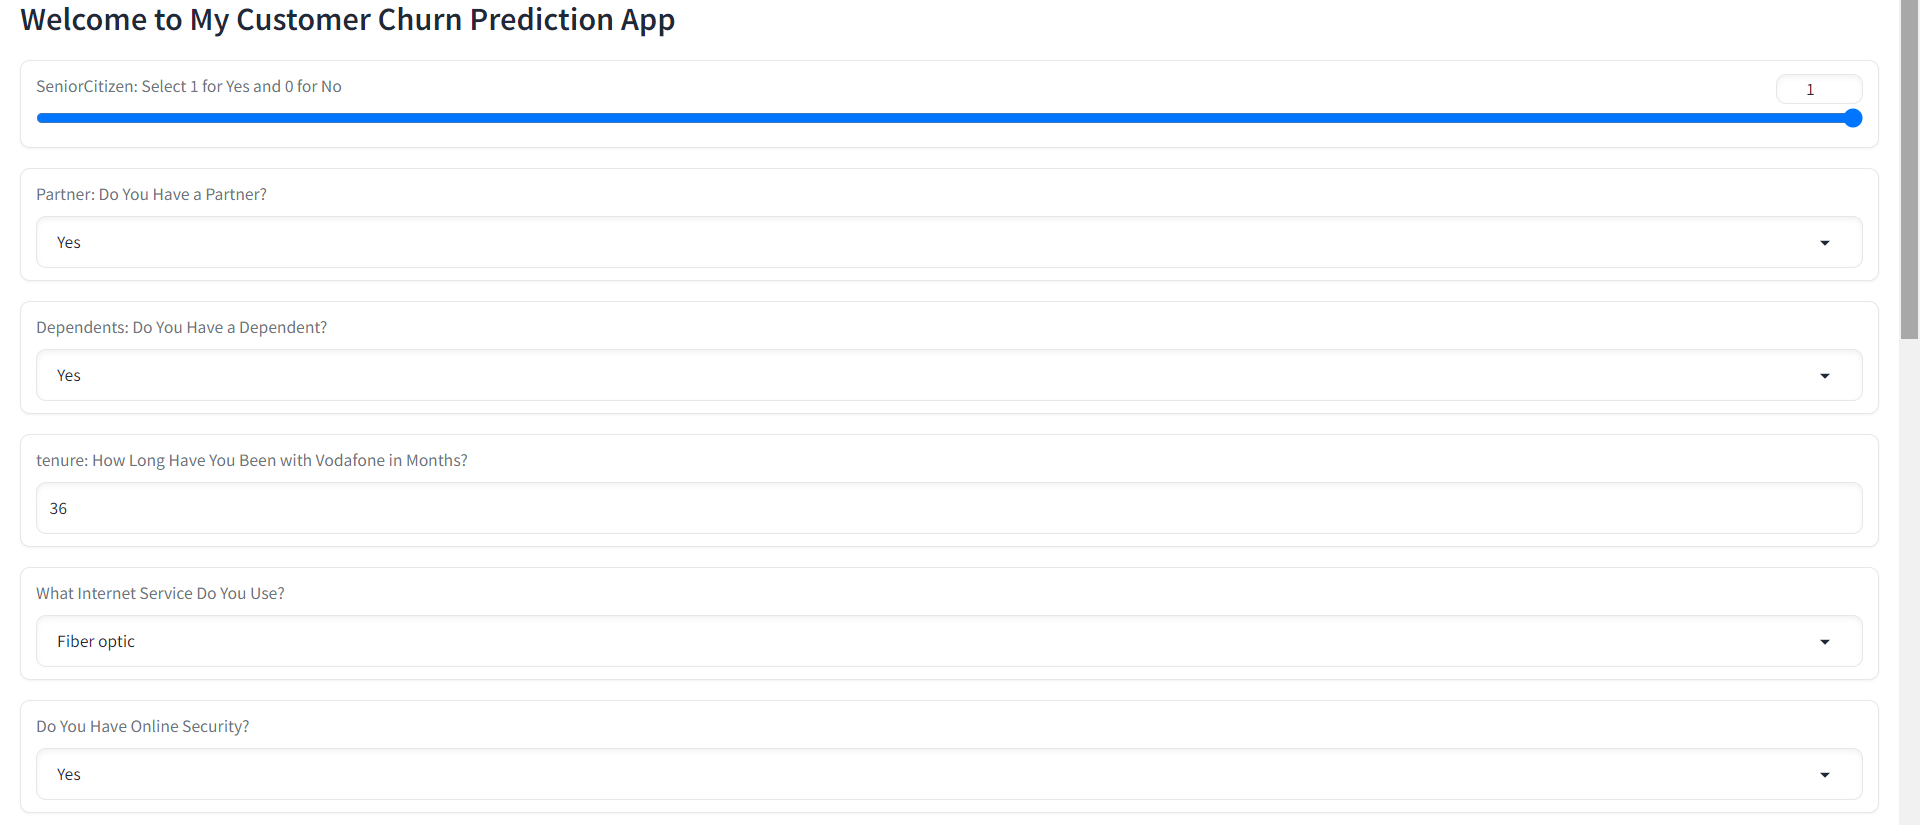 Welcome to My Customer Churn Prediction App
SeniorCitizen: Select 1 for Yes and 0 for No
1
Partner: Do You Have a Partner?
Yes
Dependents: Do You Have a Dependent?
Yes
tenure: How Long Have You Been with Vodafone in Months?
36
What Internet Service Do You Use?
Fiber optic
Do You Have Online Security?
Yes